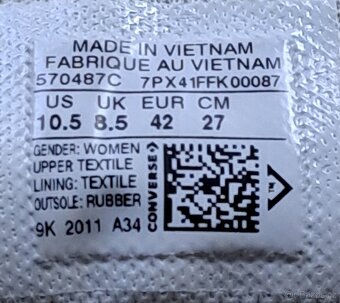 MADE IN VIETNAM
FABRIQUE AU VIETNAM
570487C 7PX41FFK00087
US UK EUR CM
10.5 8.5 42 27
GENDER: WOMEN
UPPER TEXTILE
LINING: TEXTILE
OUTSOLE: RUBBER
9K 2011 A34
CONVERSE
TM